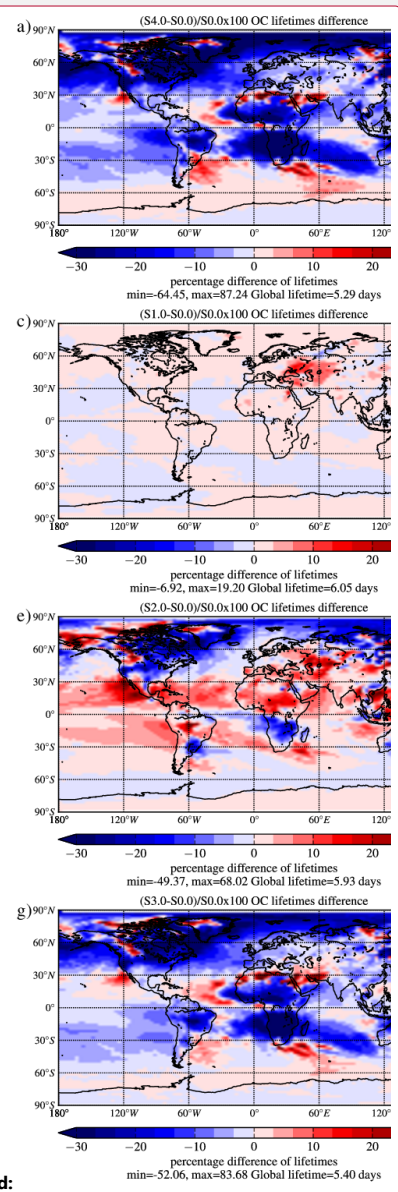 a) (S4.0-S0.0)/S0.0x100 OC lifetimes difference
90°N
60°N
30°N
0°
30°S
60°S
90°S
180° 120°W 60°W 0° 60°E 120°
−30 −20 −10 0 10 20
percentage difference of lifetimes
min=-64.45, max=87.24 Global lifetime=5.29 days
c) (S1.0-S0.0)/S0.0x100 OC lifetimes difference
90°N
60°N
30°N
0°
30°S
60°S
90°S
180° 120°W 60°W 0° 60°E 120°
−30 −20 −10 0 10 20
percentage difference of lifetimes
min=-6.92, max=19.20 Global lifetime=6.05 days
e) (S2.0-S0.0)/S0.0x100 OC lifetimes difference
90°N
60°N
30°N
0°
30°S
60°S
90°S
180° 120°W 60°W 0° 60°E 120°
−30 −20 −10 0 10 20
percentage difference of lifetimes
min=-49.37, max=68.02 Global lifetime=5.93 days
g) (S3.0-S0.0)/S0.0x100 OC lifetimes difference
90°N
60°N
30°N
0°
30°S
60°S
90°S
180° 120°W 60°W 0° 60°E 120°
−30 −20 −10 0 10 20
percentage difference of lifetimes
min=-52.06, max=83.68 Global lifetime=5.40 days
d: